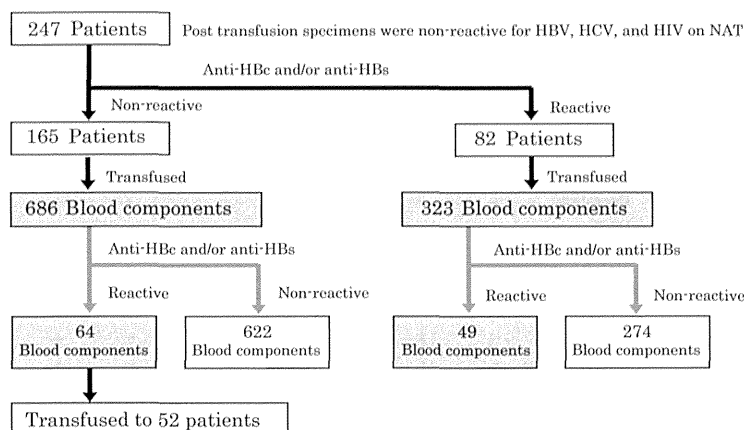 247 Patients
Post transfusion specimens were non-reactive for HBV, HCV, and HIV on NAT
Anti-HBc and/or anti-HBs
Non-reactive
Reactive
165 Patients
82 Patients
Transfused
Transfused
686 Blood components
323 Blood components
Anti-HBc and/or anti-HBs
Anti-HBc and/or anti-HBs
Reactive
Non-reactive
Reactive
Non-reactive
64
Blood components
622
Blood components
49
Blood components
274
Blood components
Transfused to 52 patients